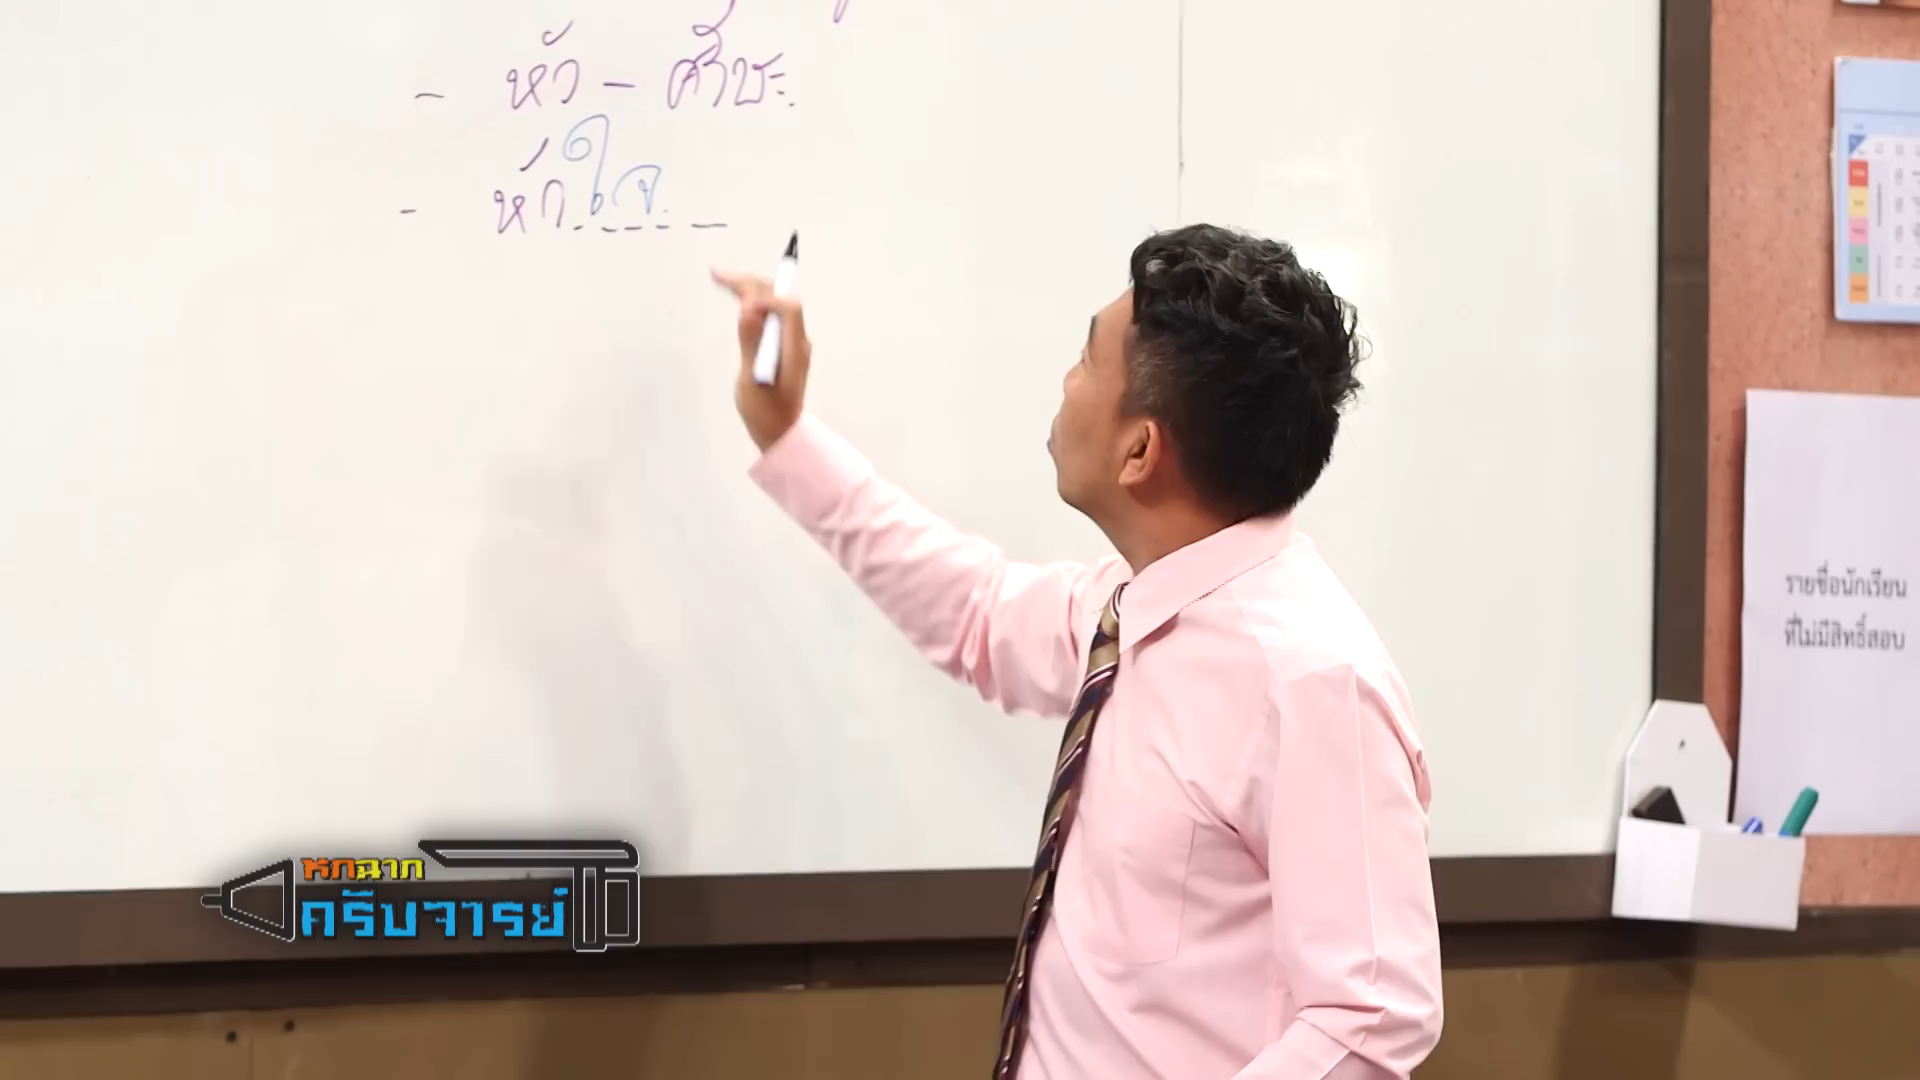 - หัว - ศีรษะ
- หักใจ
หกฉาก
ครับจารย์
รายชื่อนักเรียน
ที่ไม่มีสิทธิ์สอบ